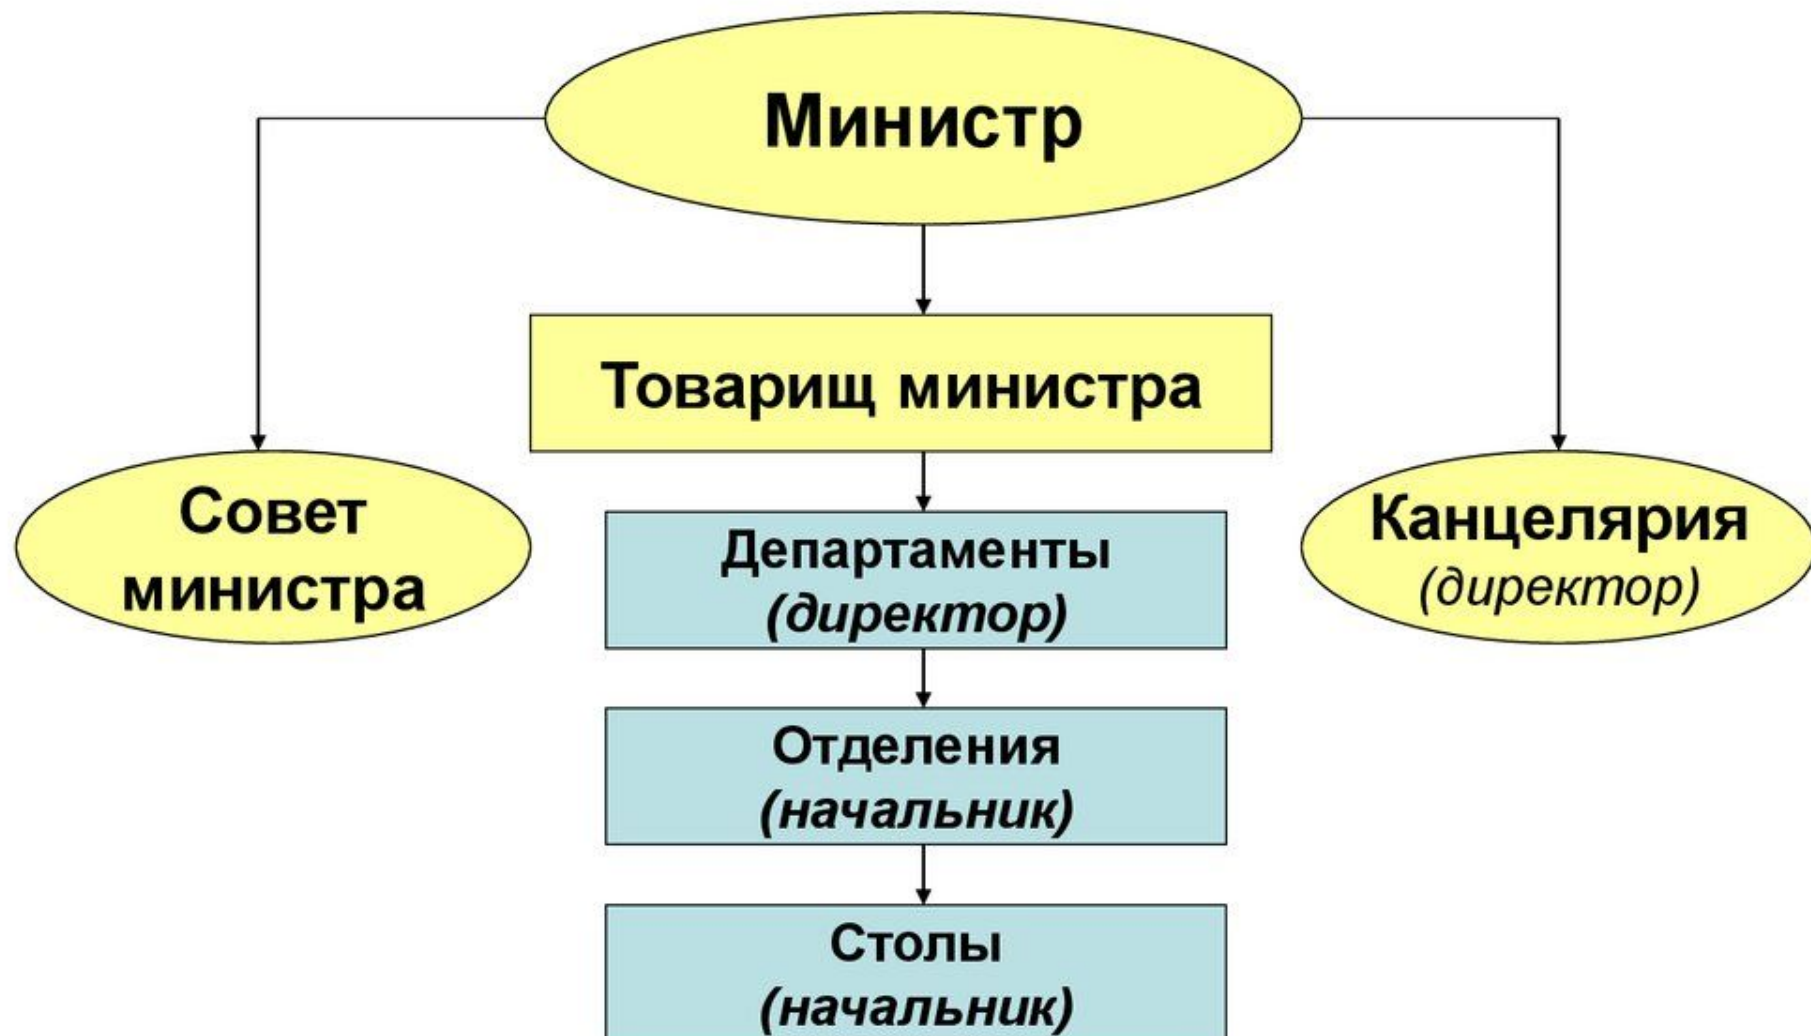 Министр
Товарищ министра
Совет
министра
Канцелярия
(директор)
Департаменты
(директор)
Отделения
(начальник)
Столы
(начальник)